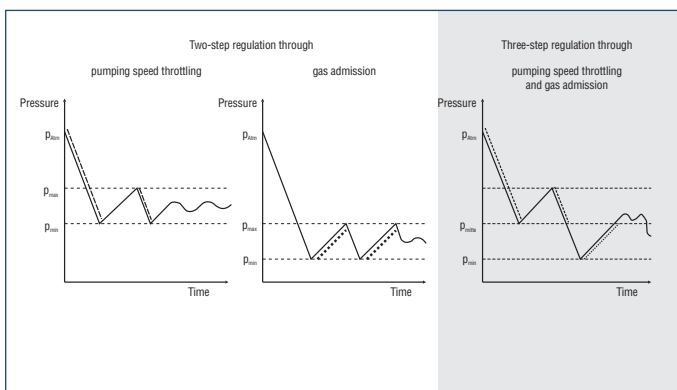 Two-step regulation through
pumping speed throttling
gas admission
Three-step regulation through
pumping speed throttling
and gas admission
Pressure
pAtm
pmax
pmin
Time
Pressure
pAtm
pmax
pmin
Time
Pressure
pAtm
pmitte
pmin
Time